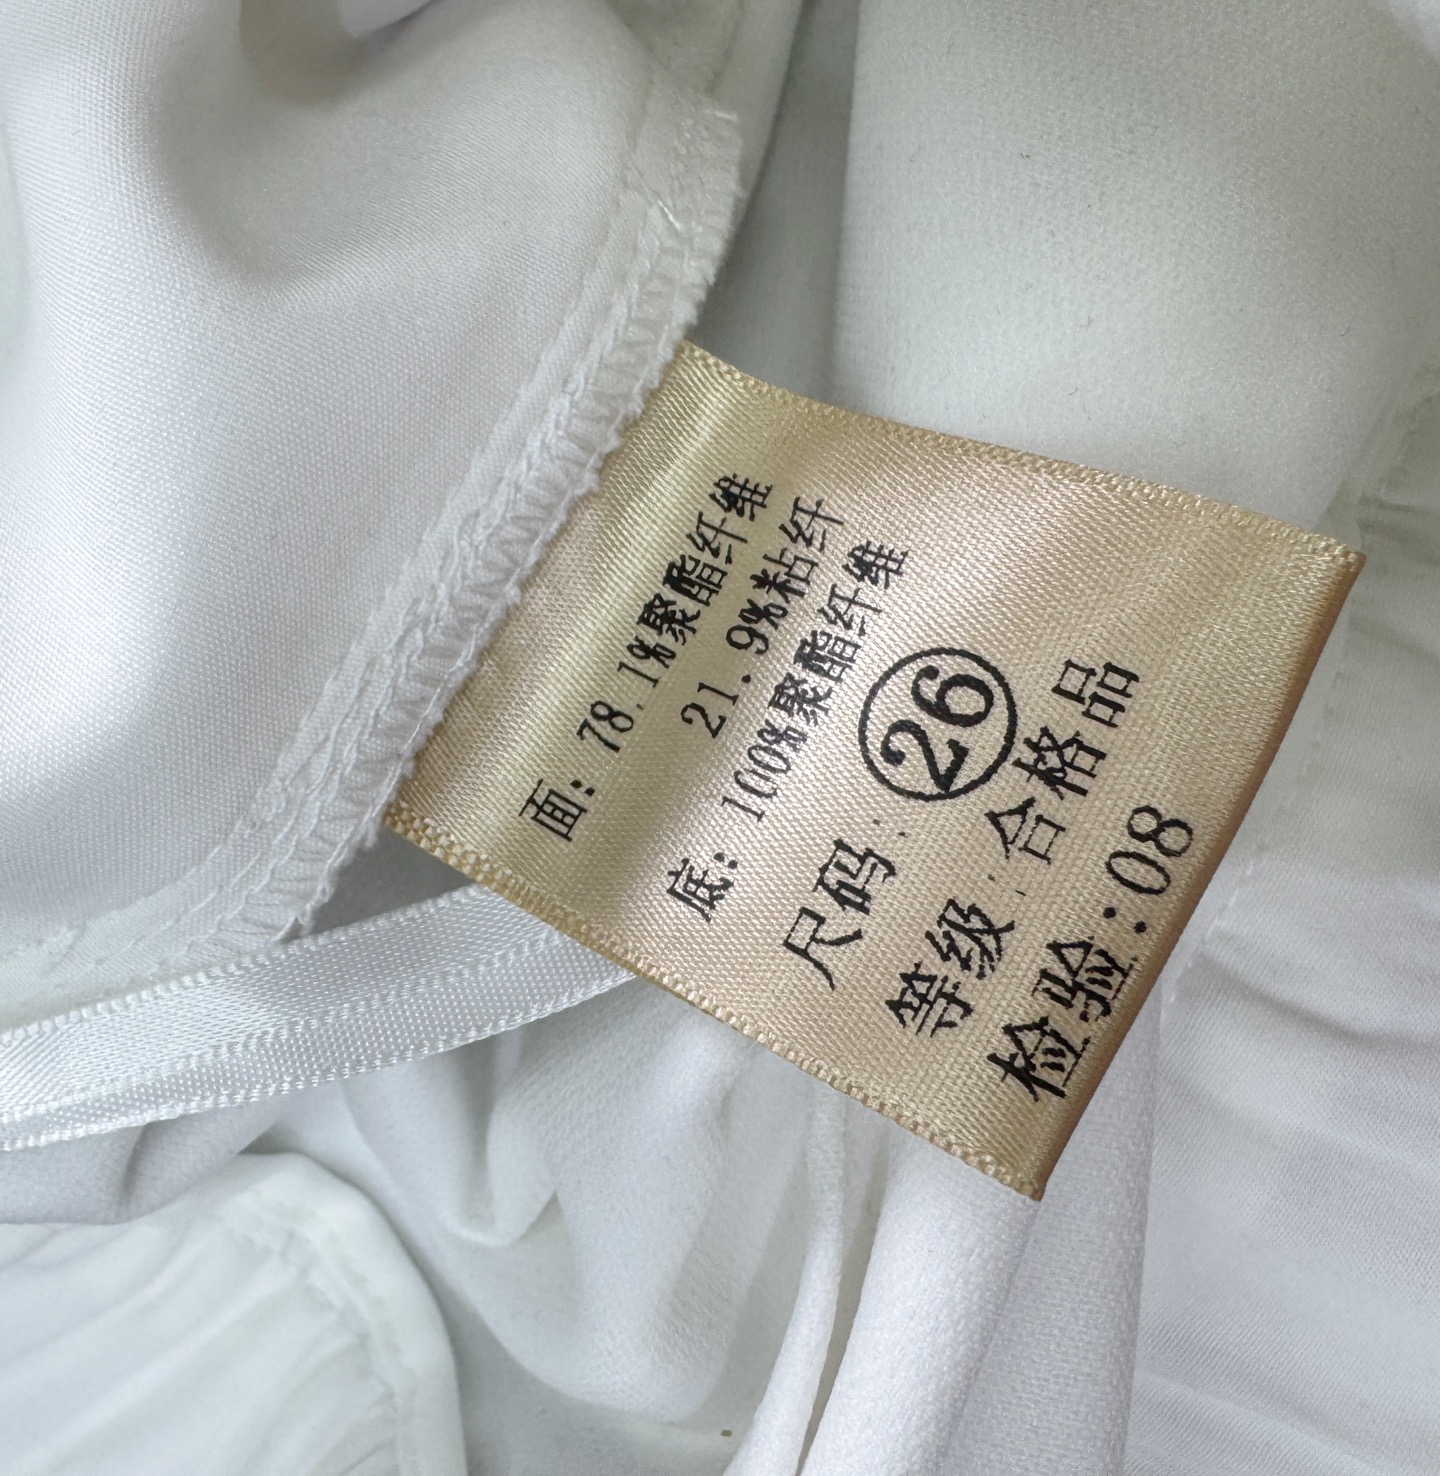 面: 78.1%聚酯纤维
21.9%粘纤
底: 100%聚酯纤维
尺码: 26
等级: 合格品
检验: 08